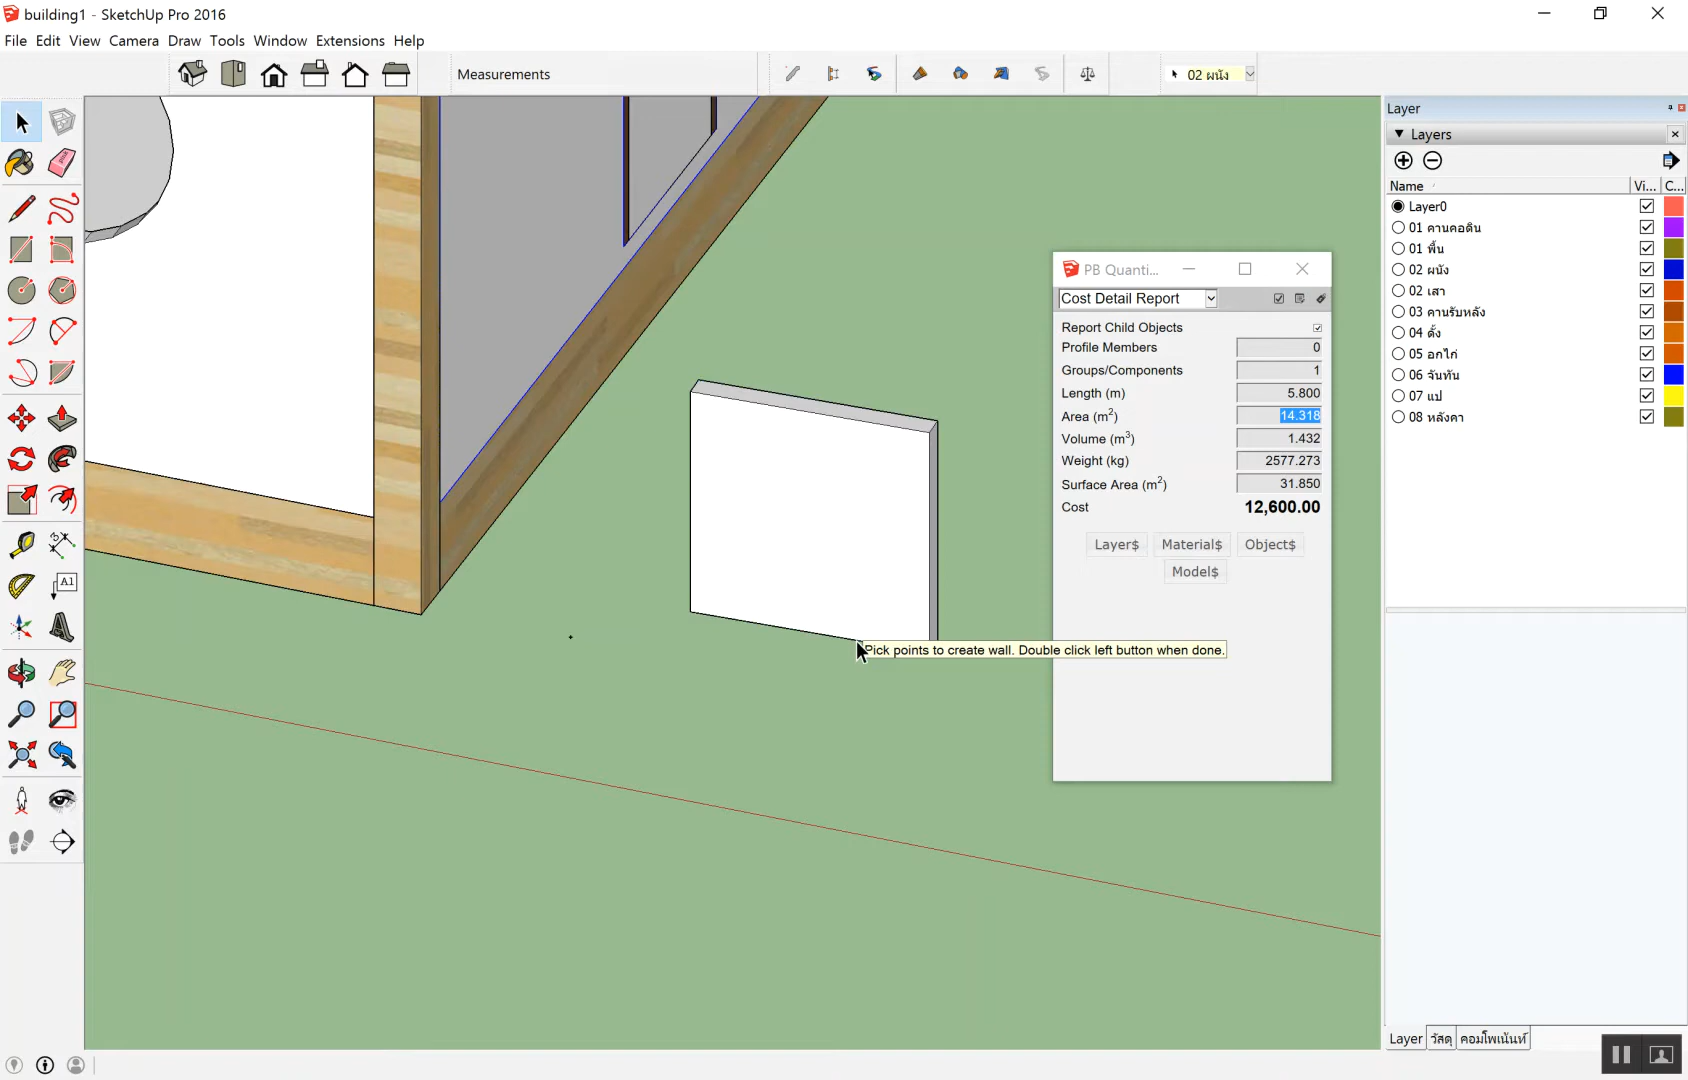 building1 - SketchUp Pro 2016
File Edit View Camera Draw Tools Window Extensions Help
Measurements
02 ผนัง
A1
PB Quanti...
Cost Detail Report
Report Child Objects
Profile Members 0
Groups/Components 1
Length (m) 5.800
Area (m²) 14.318
Volume (m³) 1.432
Weight (kg) 2577.273
Surface Area (m²) 31.850
Cost 12,600.00
Layer$ Material$ Object$
Model$
Pick points to create wall. Double click left button when done.
Layer
Layers
Name Vi... C...
Layer0
01 คานคอดิน
01 พื้น
02 ผนัง
02 เสา
03 คานรับหลัง
04 ดั้ง
05 อกไก่
06 จันทัน
07 แป
08 หลังคา
Layer วัสดุ คอมโพเน้นท์